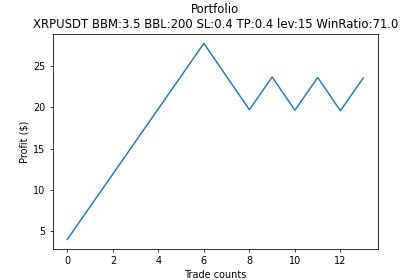 Portfolio
XRPUSDT BBM:3.5 BBL:200 SL:0.4 TP:0.4 lev:15 WinRatio:71.0
Profit ($)
25
20
15
10
5
0 2 4 6 8 10 12
Trade counts